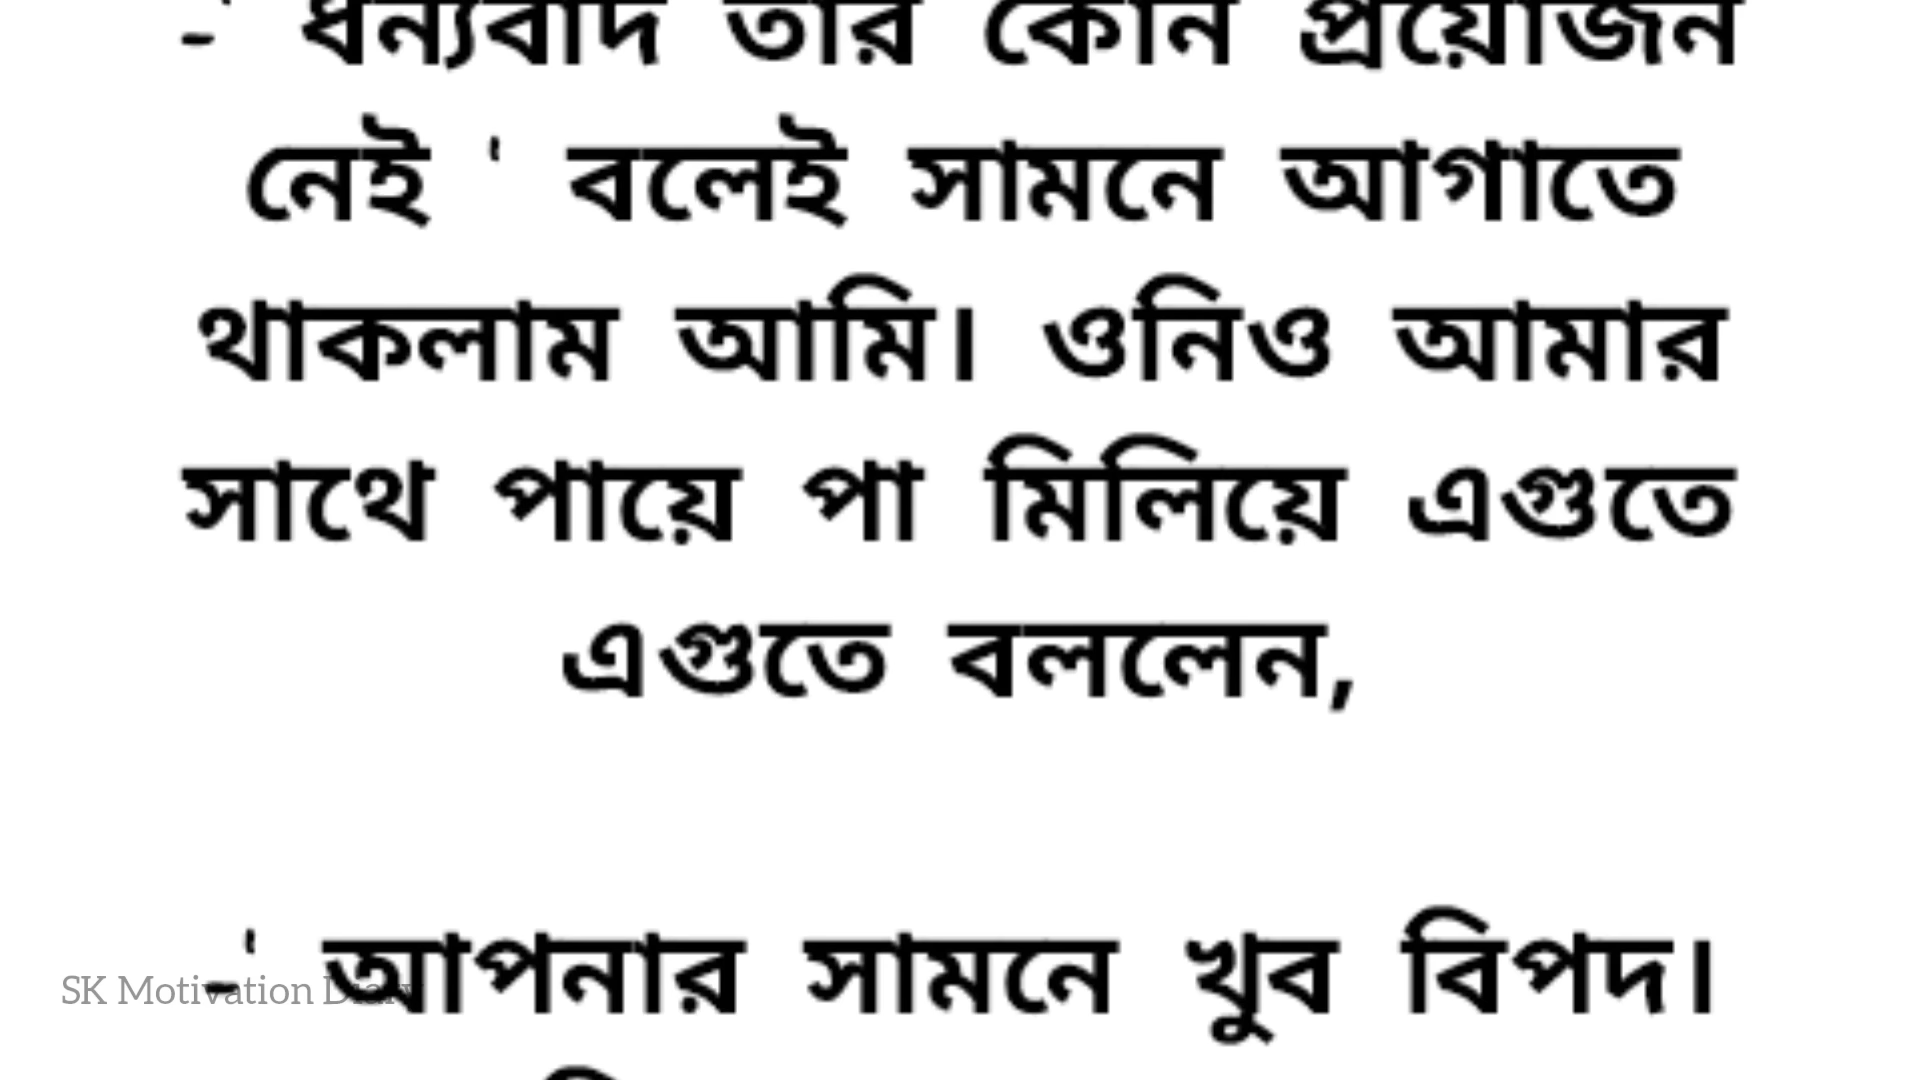 -' ধন্যবাদ তার কোন প্রয়োজন
নেই ' বলেই সামনে আগাতে
থাকলাম আমি। ওনিও আমার
সাথে পায়ে পা মিলিয়ে এগুতে
এগুতে বললেন,
-' আপনার সামনে খুব বিপদ।
SK Motivation Diary